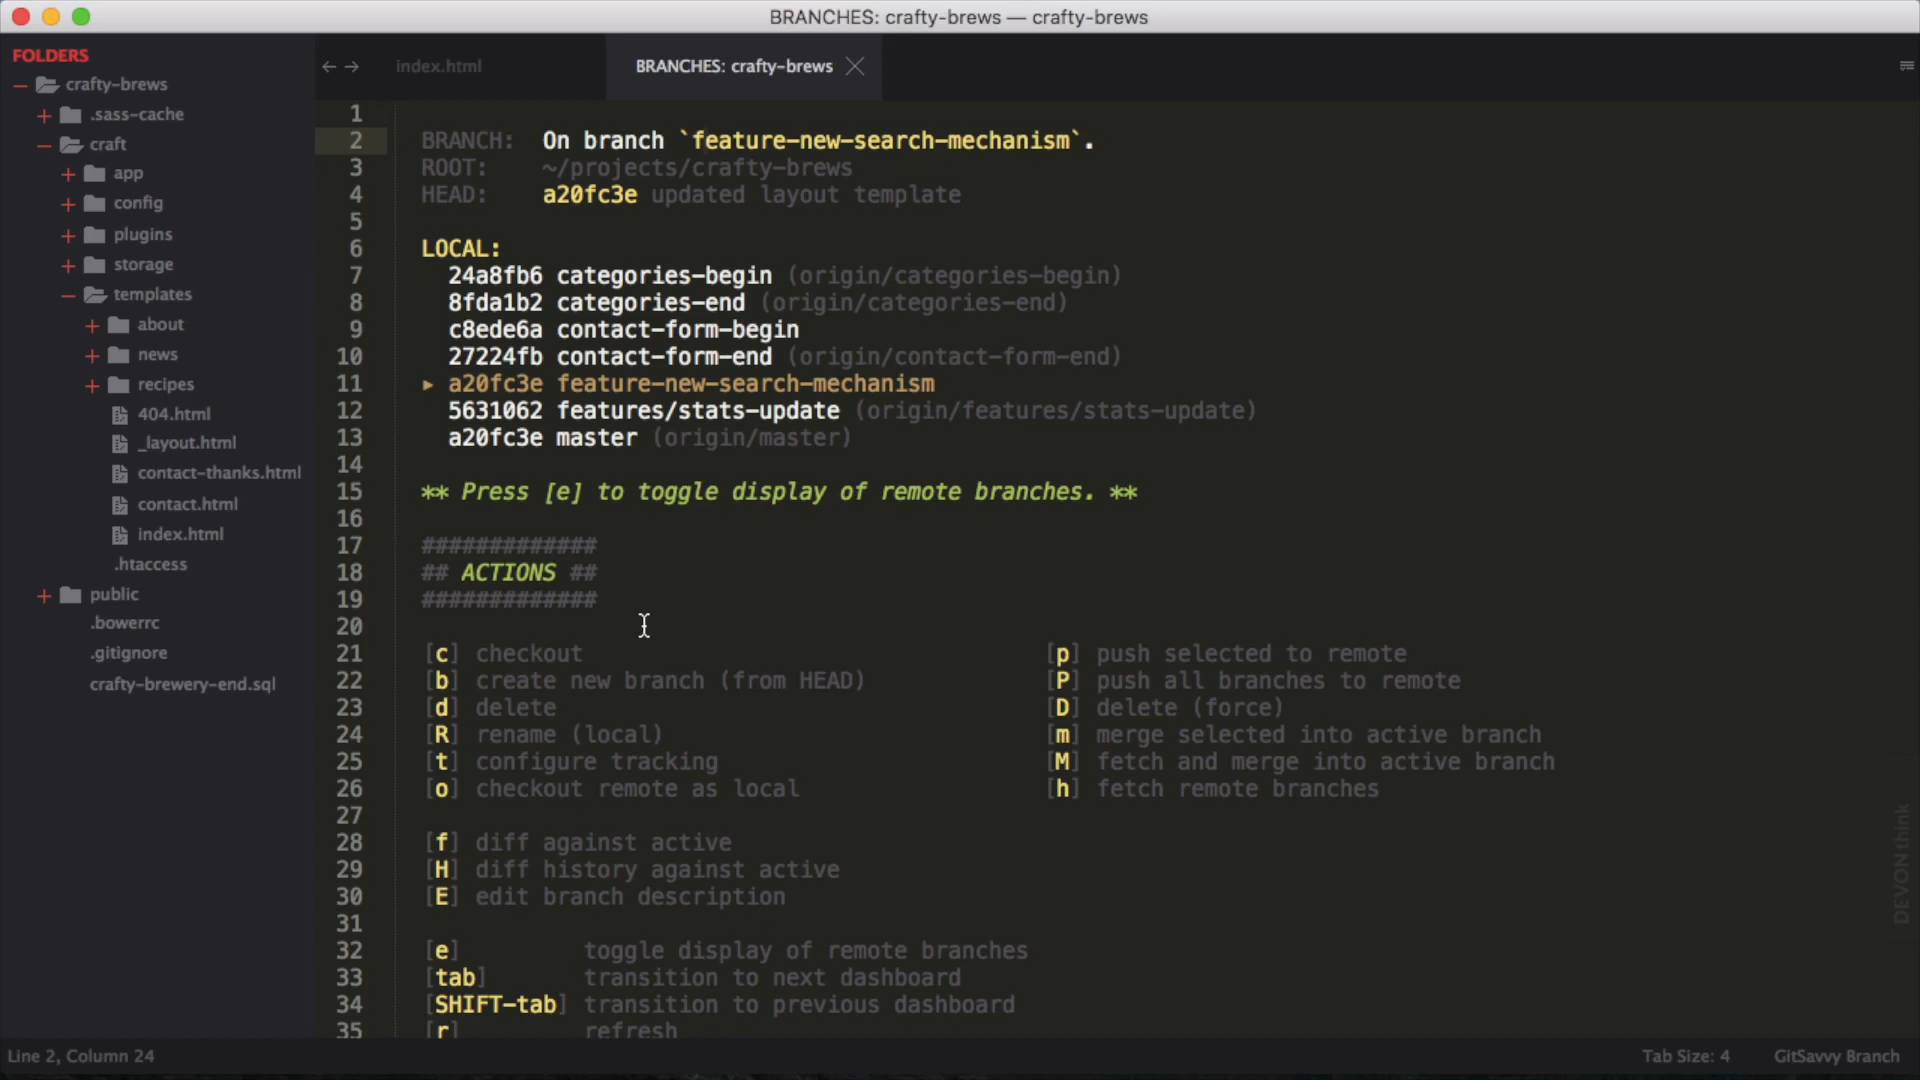 BRANCHES: crafty-brews — crafty-brews
FOLDERS
crafty-brews
.sass-cache
craft
app
config
plugins
storage
templates
about
news
recipes
404.html
_layout.html
contact-thanks.html
contact.html
index.html
.htaccess
public
.bowerrc
.gitignore
crafty-brewery-end.sql
index.html
BRANCHES: crafty-brews
1
2 BRANCH: On branch `feature-new-search-mechanism`.
3 ROOT: ~/projects/crafty-brews
4 HEAD: a20fc3e updated layout template
5
6 LOCAL:
7 24a8fb6 categories-begin (origin/categories-begin)
8 8fda1b2 categories-end (origin/categories-end)
9 c8ede6a contact-form-begin
10 27224fb contact-form-end (origin/contact-form-end)
11 ▸ a20fc3e feature-new-search-mechanism
12 5631062 features/stats-update (origin/features/stats-update)
13 a20fc3e master (origin/master)
14
15 ** Press [e] to toggle display of remote branches. **
16
17 #############
18 ## ACTIONS ##
19 #############
20
21 [c] checkout [p] push selected to remote
22 [b] create new branch (from HEAD) [P] push all branches to remote
23 [d] delete [D] delete (force)
24 [R] rename (local) [m] merge selected into active branch
25 [t] configure tracking [M] fetch and merge into active branch
26 [o] checkout remote as local [h] fetch remote branches
27
28 [f] diff against active
29 [H] diff history against active
30 [E] edit branch description
31
32 [e] toggle display of remote branches
33 [tab] transition to next dashboard
34 [SHIFT-tab] transition to previous dashboard
35 [r] refresh
DEVONthink
Line 2, Column 24
Tab Size: 4
GitSavvy Branch